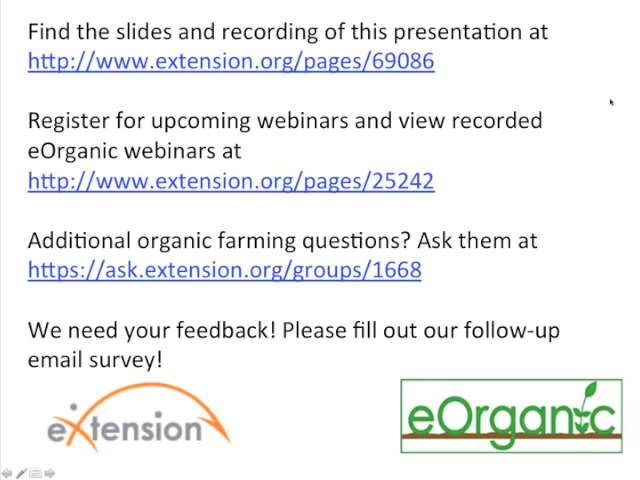 Find the slides and recording of this presentation at
http://www.extension.org/pages/69086
Register for upcoming webinars and view recorded
eOrganic webinars at
http://www.extension.org/pages/25242
Additional organic farming questions? Ask them at
https://ask.extension.org/groups/1668
We need your feedback! Please fill out our follow-up
email survey!
eXtension
eOrganic